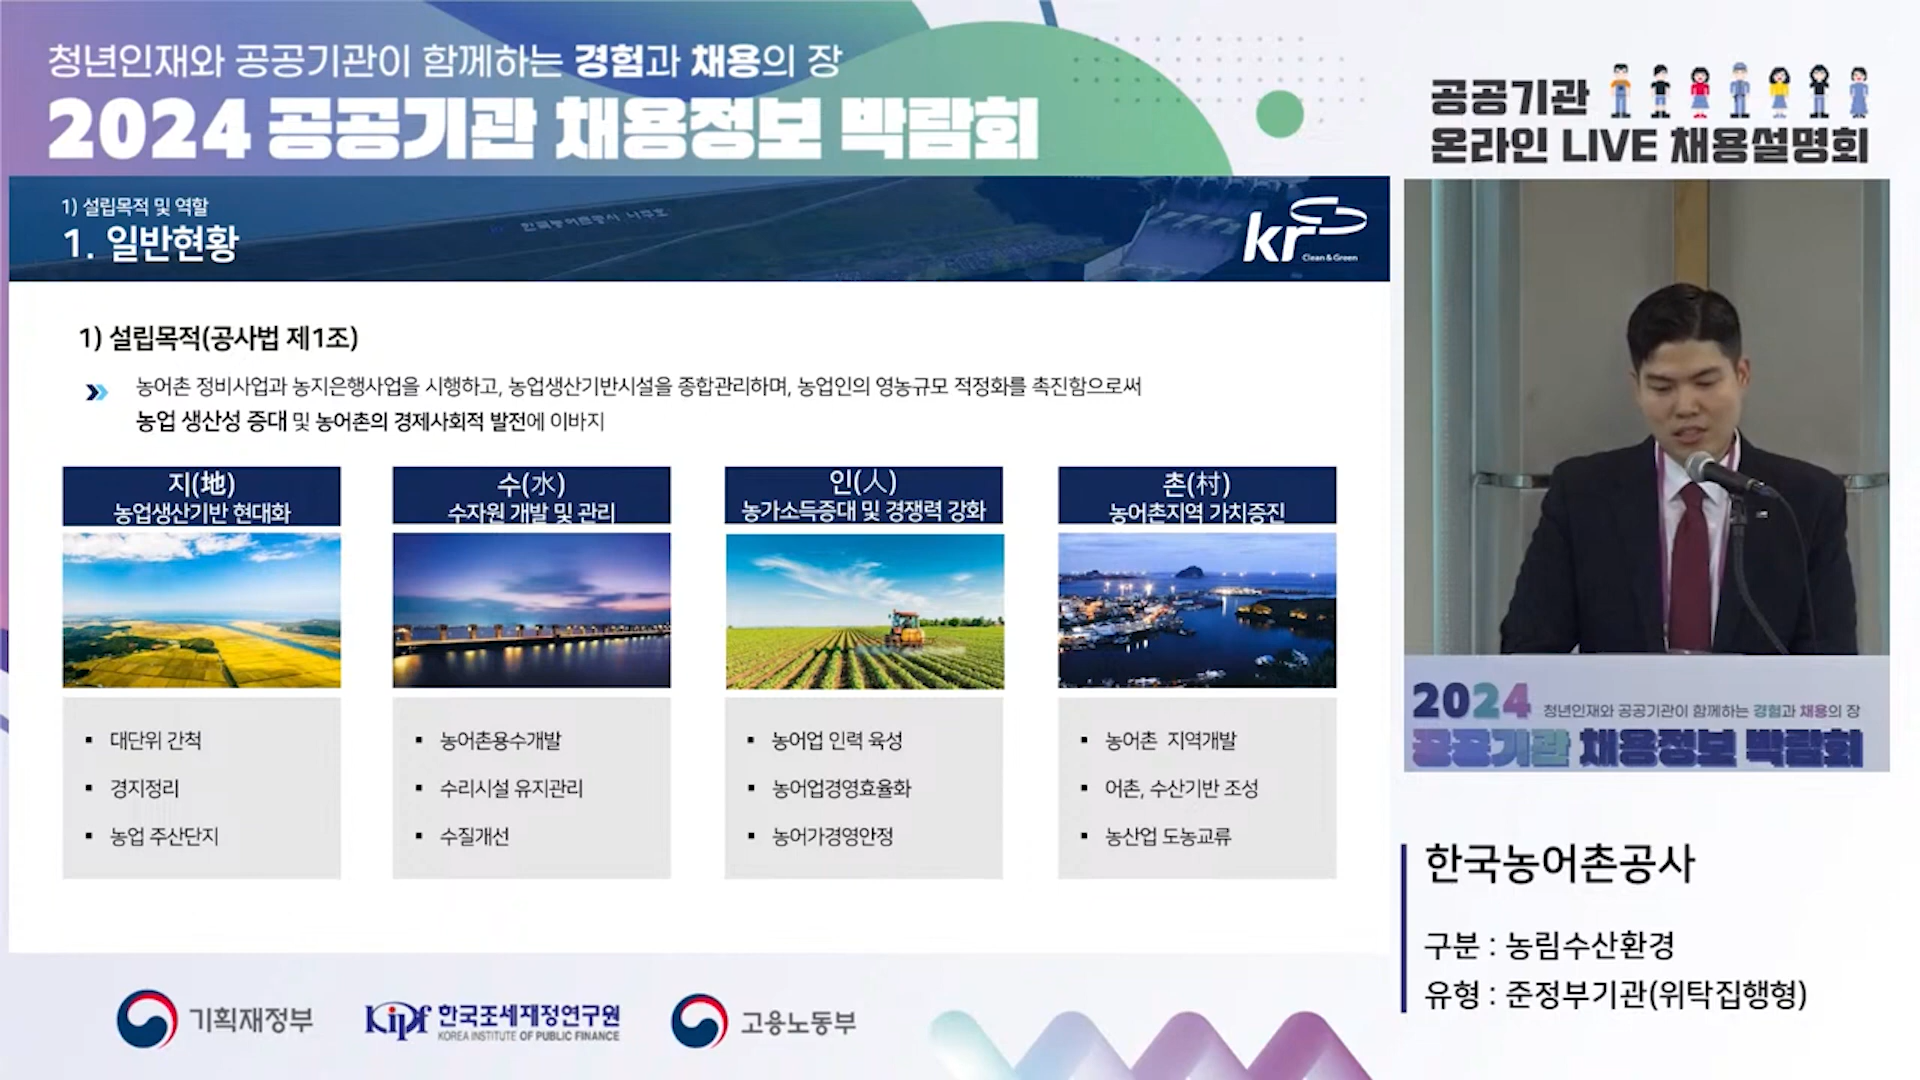 청년인재와 공공기관이 함께하는 경험과 채용의 장
2024 공공기관 채용정보 박람회
공공기관
온라인 LIVE 채용설명회
1) 설립목적 및 역할
1. 일반현황
한국농어촌공사 나주호
kr
Clean & Green
1) 설립목적(공사법 제1조)
농어촌 정비사업과 농지은행사업을 시행하고, 농업생산기반시설을 종합관리하며, 농업인의 영농규모 적정화를 촉진함으로써
농업 생산성 증대 및 농어촌의 경제사회적 발전에 이바지
지(地)
농업생산기반 현대화
▪ 대단위 간척
▪ 경지정리
▪ 농업 주산단지
수(水)
수자원 개발 및 관리
▪ 농어촌용수개발
▪ 수리시설 유지관리
▪ 수질개선
인(人)
농가소득증대 및 경쟁력 강화
▪ 농어업 인력 육성
▪ 농어업경영효율화
▪ 농어가경영안정
촌(村)
농어촌지역 가치증진
▪ 농어촌 지역개발
▪ 어촌, 수산기반 조성
▪ 농산업 도농교류
2024 청년인재와 공공기관이 함께하는 경험과 채용의 장
공공기관 채용정보 박람회
한국농어촌공사
구분 : 농림수산환경
유형 : 준정부기관(위탁집행형)
기획재정부
KIPF 한국조세재정연구원
KOREA INSTITUTE OF PUBLIC FINANCE
고용노동부